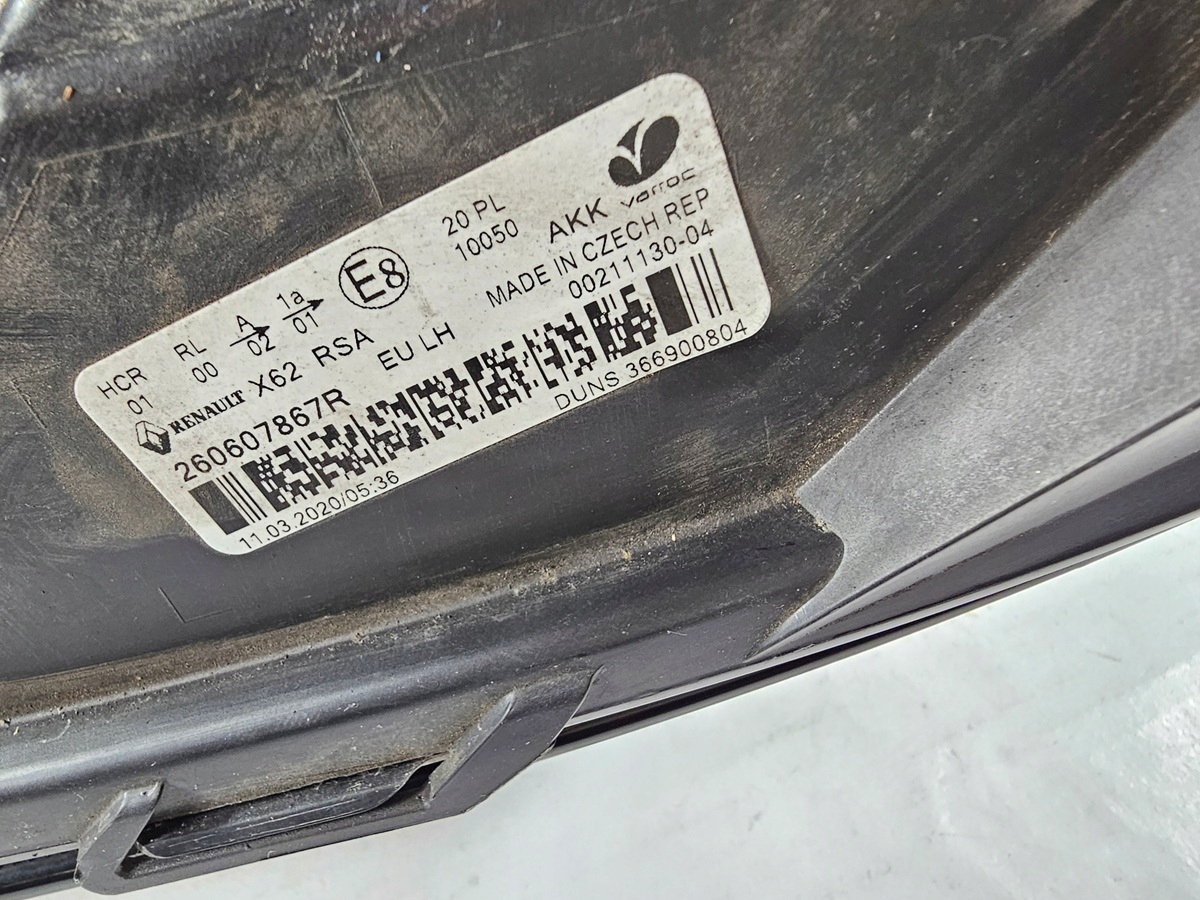 varroc
HCR RL A 1a E8 20 PL AKK
01 00 02 01 10050 MADE IN CZECH REP
RENAULT X62 RSA EU LH 00211130-04
260607867R
11.03.2020/05:36 DUNS 366900804